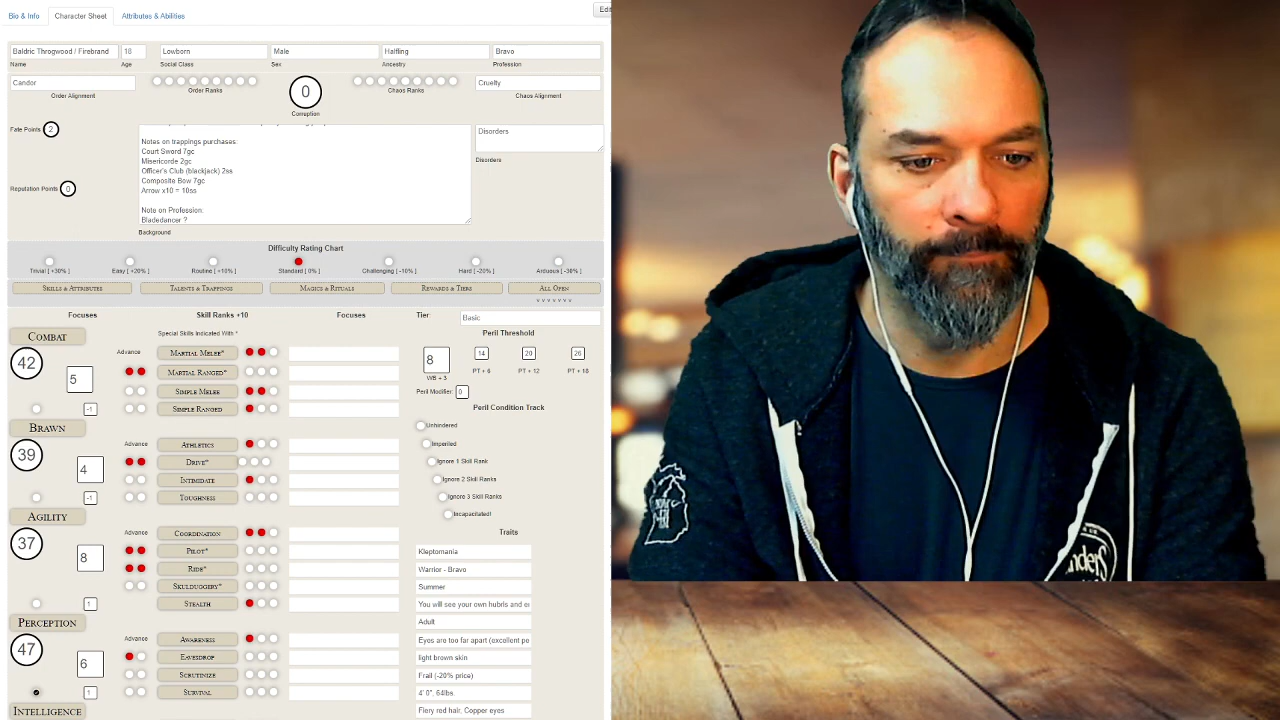 Bio & Info
Character Sheet
Attributes & Abilities
Baldric Throgwood / Firebrand
18
Lowborn
Male
Halfling
Bravo
Name
Age
Social Class
Sex
Ancestry
Profession
Candor
0
Cruelty
Order Alignment
Order Ranks
Chaos Ranks
Chaos Alignment
Corruption
Fate Points
2
Notes on trappings purchases
Court Sword 7gc
Misericorde 2gc
Officer's Club (blackjack) 2ss
Composite Bow 7gc
Arrow x10 = 18ss
Note on Profession:
Bladedancer ?
Disorders
Disorders
Reputation Points
0
Background
Difficulty Rating Chart
Trivial [ +30% ]
Easy [ +20% ]
Routine [ +10% ]
Standard [ 0% ]
Challenging [ -10% ]
Hard [ -20% ]
Arduous [ -30% ]
Skills & Attributes
Talents & Trappings
Magics & Rituals
Rewards & Tiers
All Open
v v v v v v v
Focuses
Skill Ranks +10
Focuses
Tier:
Basic
Special Skills Indicated With *
Peril Threshold
Combat
42
5
-1
Advance
Martial Melee*
Martial Ranged*
Simple Melee
Simple Ranged
8
14
20
26
WB + 3
PT + 6
PT + 12
PT + 18
Peril Modifier:
0
Peril Condition Track
Unhindered
Imperiled
Ignore 1 Skill Rank
Ignore 2 Skill Ranks
Ignore 3 Skill Ranks
Incapacitated!
Brawn
39
4
-1
Advance
Athletics
Drive*
Intimidate
Toughness
Agility
37
8
1
Advance
Coordination
Pilot*
Ride*
Skulduggery*
Stealth
Traits
Kleptomania
Warrior - Bravo
Summer
You will see your own hubris and
Adult
Eyes are too far apart (excellent pe
light brown skin
Frail (-20% price)
4' 0", 64lbs
Fiery red hair, Copper eyes
Perception
47
6
1
Advance
Awareness
Eavesdrop
Scrutinize
Survival
Intelligence